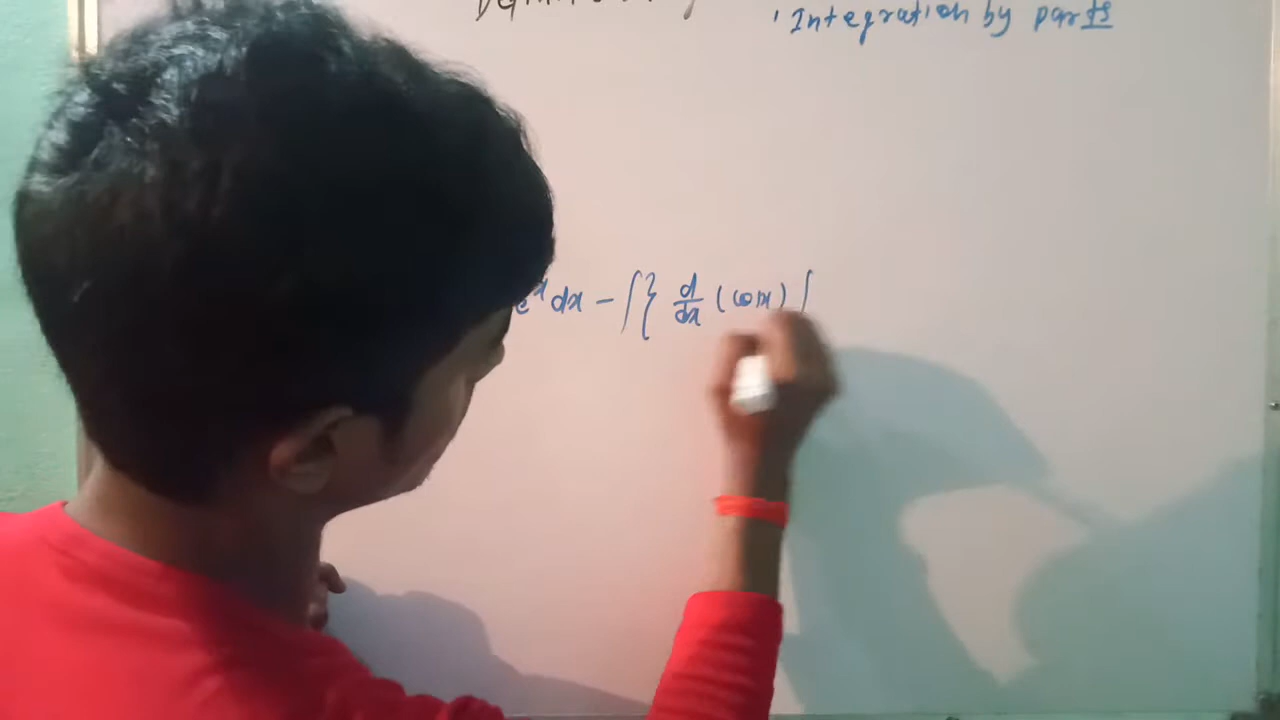 'Integration by parts
e^x dx - ∫{ d/dx (cosx) ∫